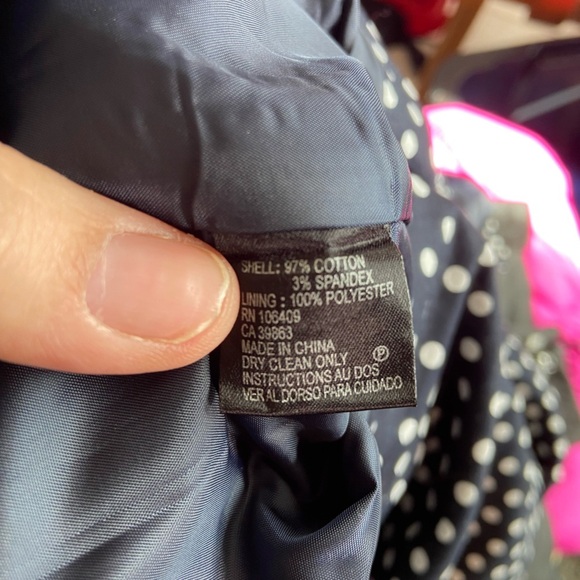 SHELL: 97% COTTON
3% SPANDEX
LINING : 100% POLYESTER
RN 106409
CA 39863
MADE IN CHINA
DRY CLEAN ONLY Ⓟ
INSTRUCTIONS AU DOS
VER AL DORSO PARA CUIDADO